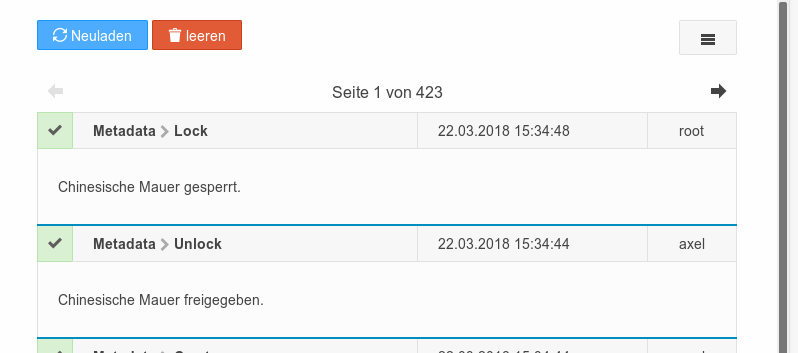 Neuladen leeren
Seite 1 von 423
Metadata Lock 22.03.2018 15:34:48 root
Chinesische Mauer gesperrt.
Metadata Unlock 22.03.2018 15:34:44 axel
Chinesische Mauer freigegeben.